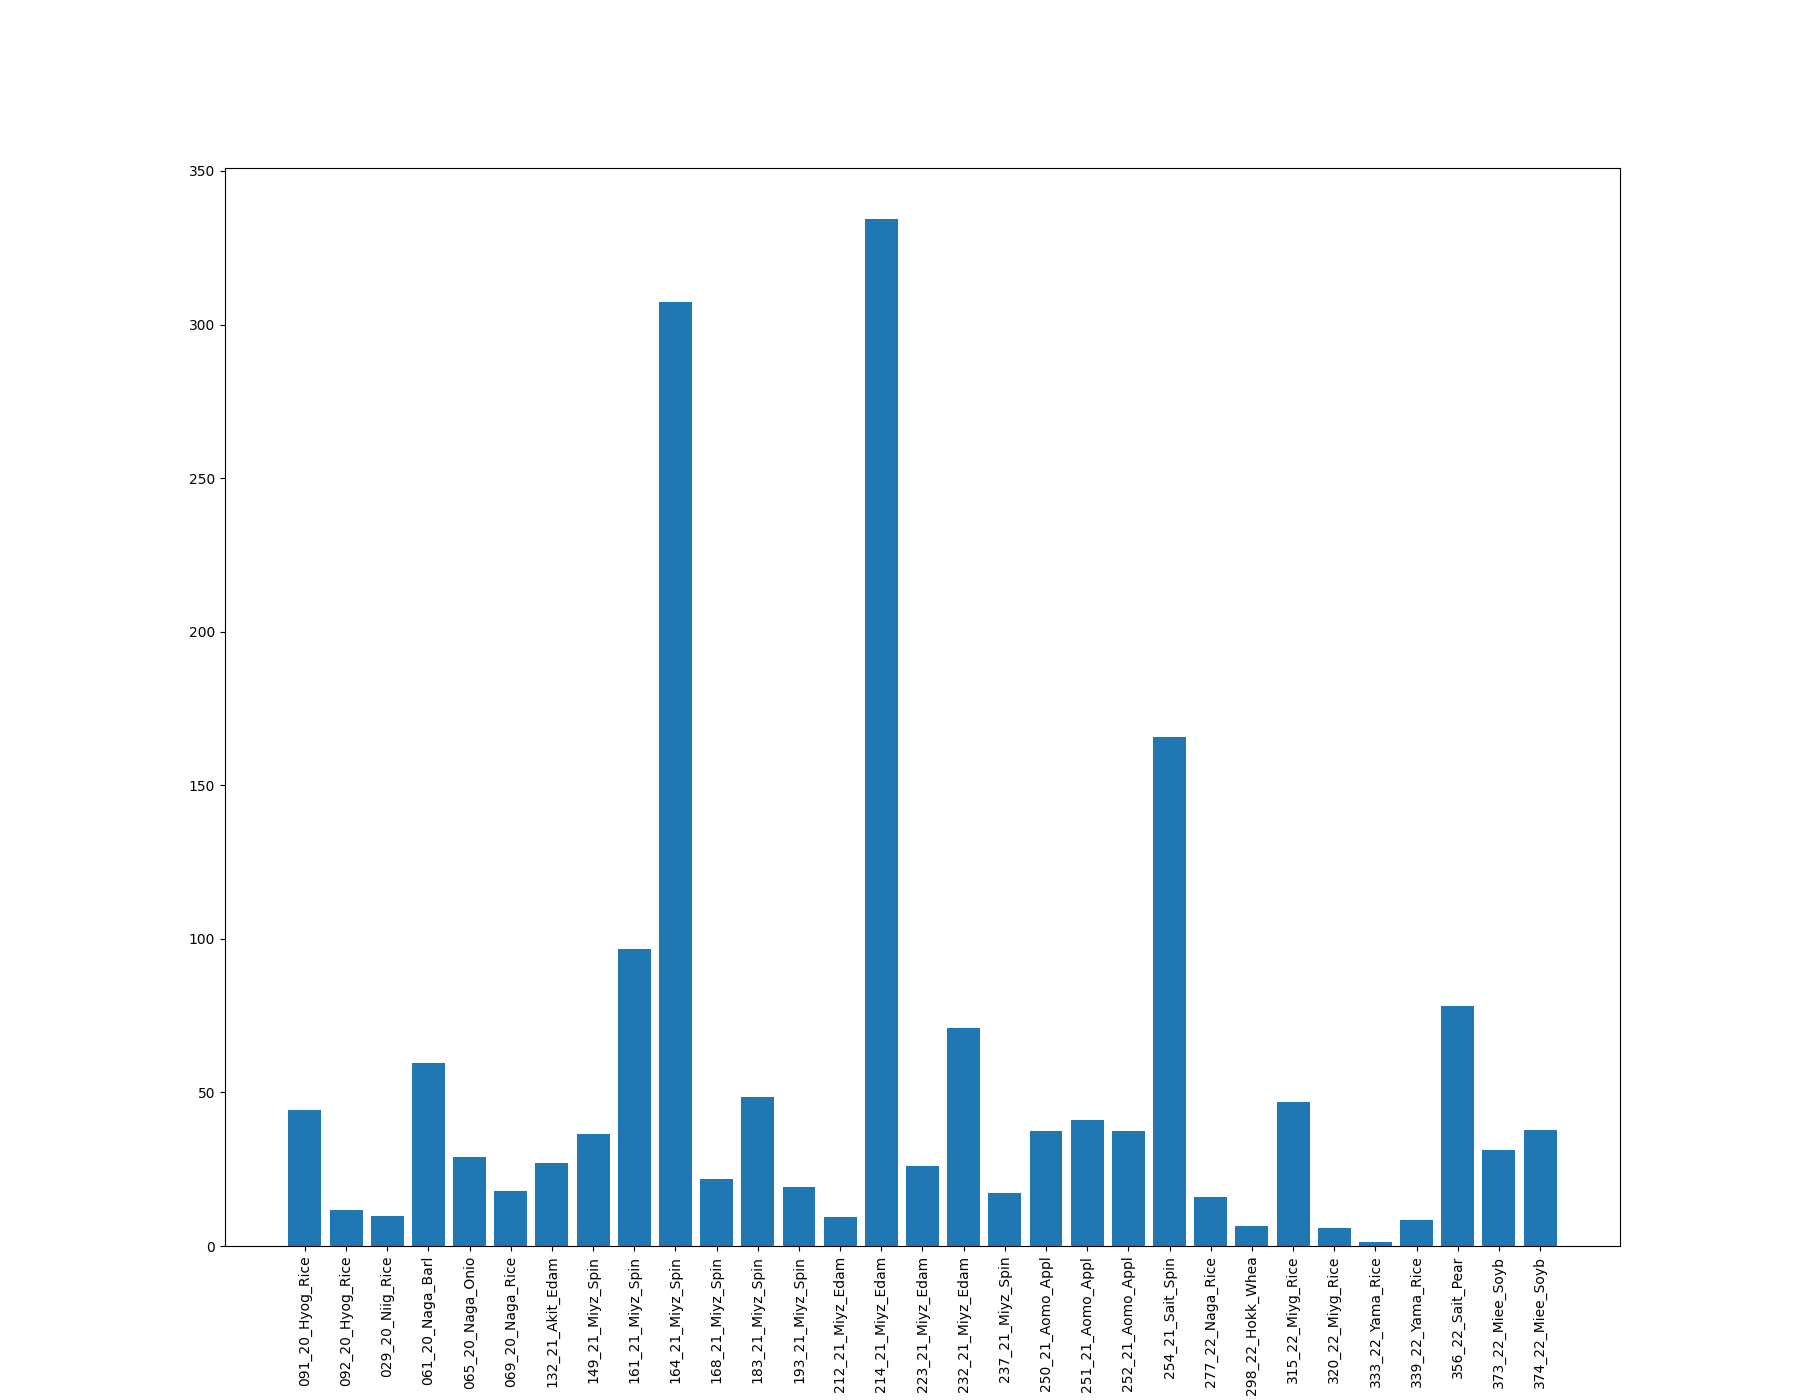 350
300
250
200
150
100
50
0
091_20_Hyog_Rice
092_20_Hyog_Rice
029_20_Niig_Rice
061_20_Naga_Barl
065_20_Naga_Onio
069_20_Naga_Rice
132_21_Akit_Edam
149_21_Miyz_Spin
161_21_Miyz_Spin
164_21_Miyz_Spin
168_21_Miyz_Spin
183_21_Miyz_Spin
193_21_Miyz_Spin
212_21_Miyz_Edam
214_21_Miyz_Edam
223_21_Miyz_Edam
232_21_Miyz_Edam
237_21_Miyz_Spin
250_21_Aomo_Appl
251_21_Aomo_Appl
252_21_Aomo_Appl
254_21_Sait_Spin
277_22_Naga_Rice
298_22_Hokk_Whea
315_22_Miyg_Rice
320_22_Miyg_Rice
333_22_Yama_Rice
339_22_Yama_Rice
356_22_Sait_Pear
373_22_Miee_Soyb
374_22_Miee_Soyb